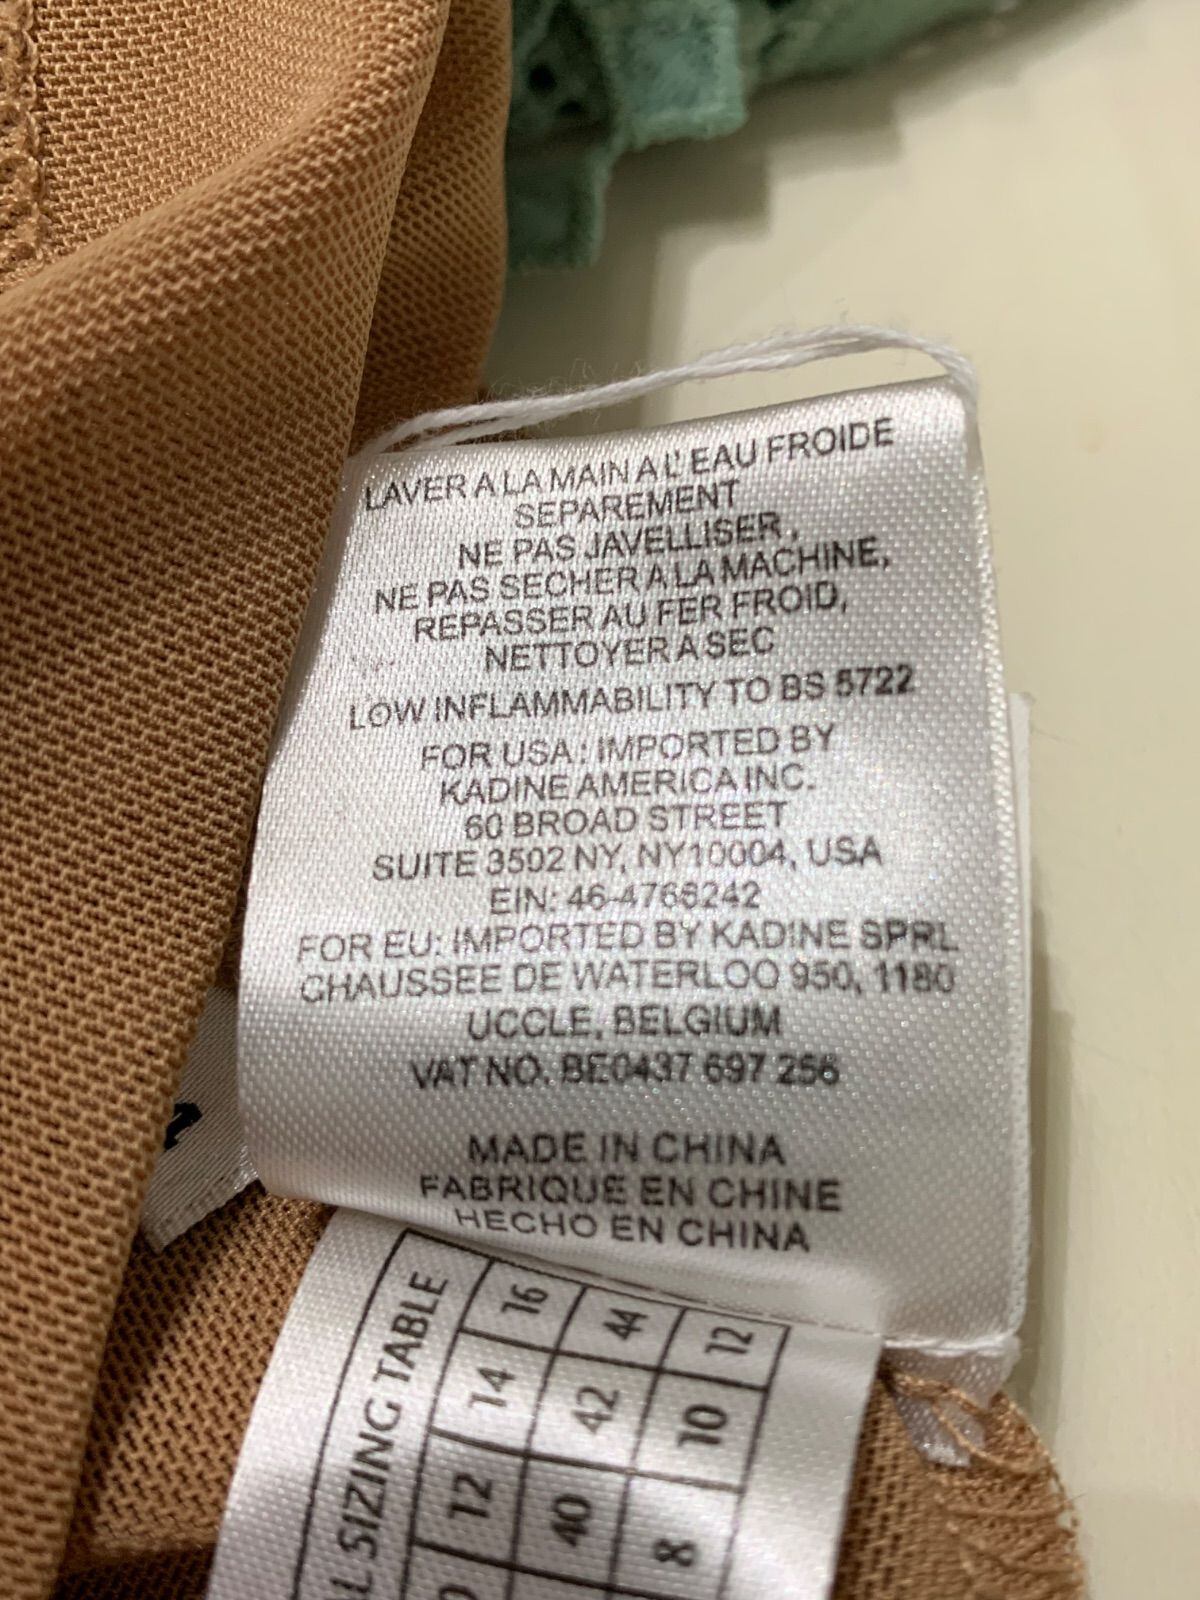 LAVER A LA MAIN A L'EAU FROIDE
SEPAREMENT
NE PAS JAVELLISER,
NE PAS SECHER A LA MACHINE,
REPASSER AU FER FROID,
NETTOYER A SEC
LOW INFLAMMABILITY TO BS 5722
FOR USA: IMPORTED BY
KADINE AMERICA INC.
60 BROAD STREET
SUITE 3502 NY, NY10004, USA
EIN: 46-4766242
FOR EU: IMPORTED BY KADINE SPRL
CHAUSSEE DE WATERLOO 950, 1180
UCCLE, BELGIUM
VAT NO. BE0437 697 256
MADE IN CHINA
FABRIQUE EN CHINE
HECHO EN CHINA
SIZING TABLE
12 14 16
40 42 44
8 10 12